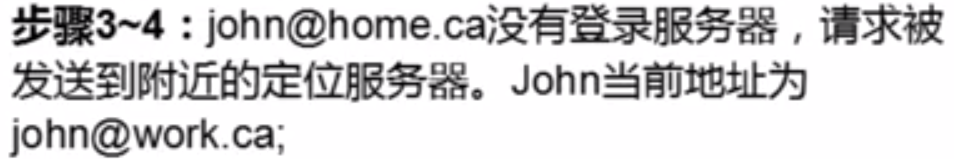 步骤3~4：john@home.ca没有登录服务器，请求被
发送到附近的定位服务器。John当前地址为
john@work.ca;